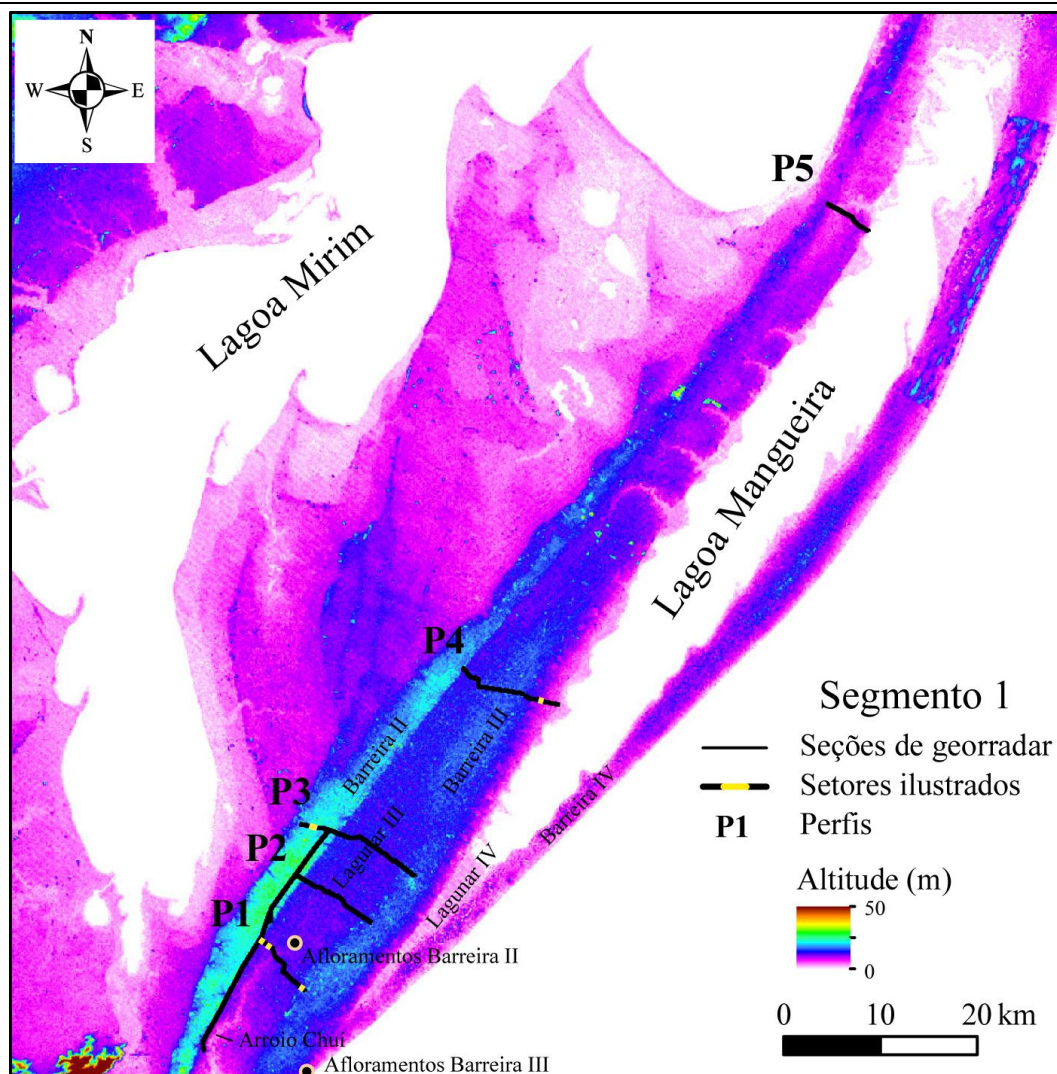 N
W E
S
P5
Lagoa Mirim
Lagoa Mangueira
P4
Barreira II
Barreira III
P3
P2
Lagunar III
P1
Barreira IV
Lagunar IV
Afloramentos Barreira II
Arroio Chuí
Afloramentos Barreira III
Segmento 1
Seções de georradar
Setores ilustrados
P1 Perfis
Altitude (m)
50
0
0 10 20 km